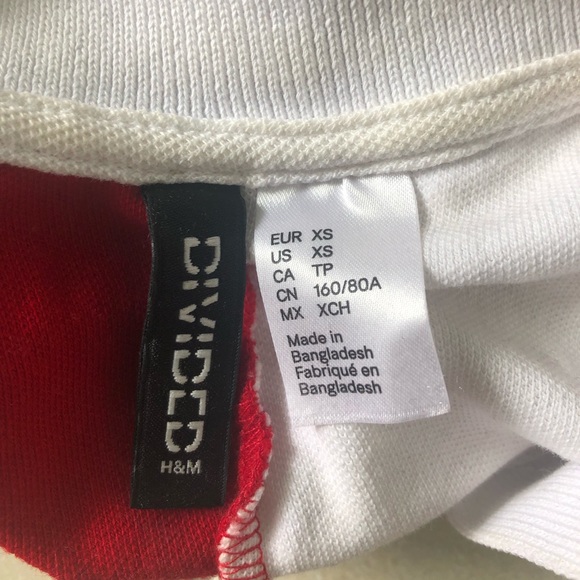 DIVIDED
H&M
EUR XS
US XS
CA TP
CN 160/80A
MX XCH
Made in
Bangladesh
Fabriqué en
Bangladesh